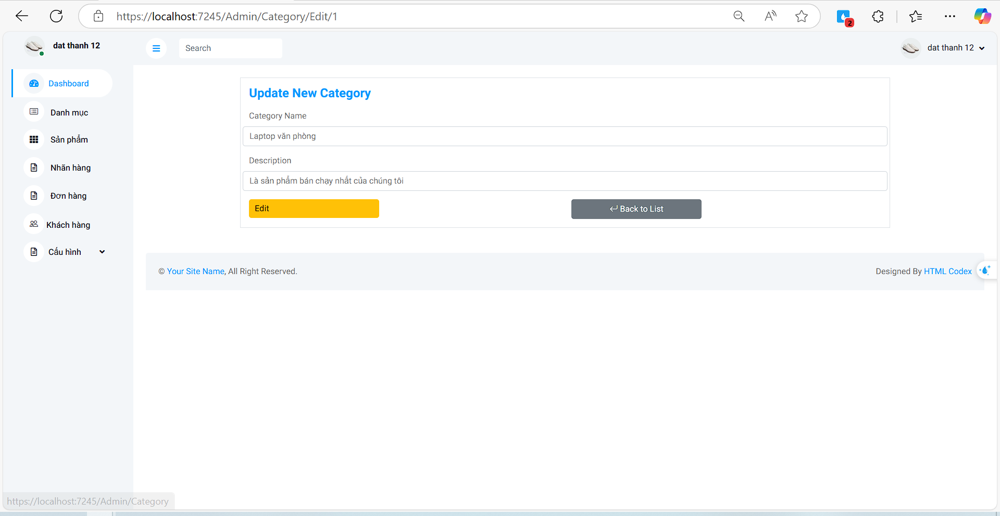 https://localhost:7245/Admin/Category/Edit/1
2
dat thanh 12
Search
dat thanh 12
Dashboard
Danh mục
Sản phẩm
Nhãn hàng
Đơn hàng
Khách hàng
Cấu hình
Update New Category
Category Name
Laptop văn phòng
Description
Là sản phẩm bán chạy nhất của chúng tôi
Edit
Back to List
© Your Site Name, All Right Reserved.
Designed By HTML Codex
https://localhost:7245/Admin/Category